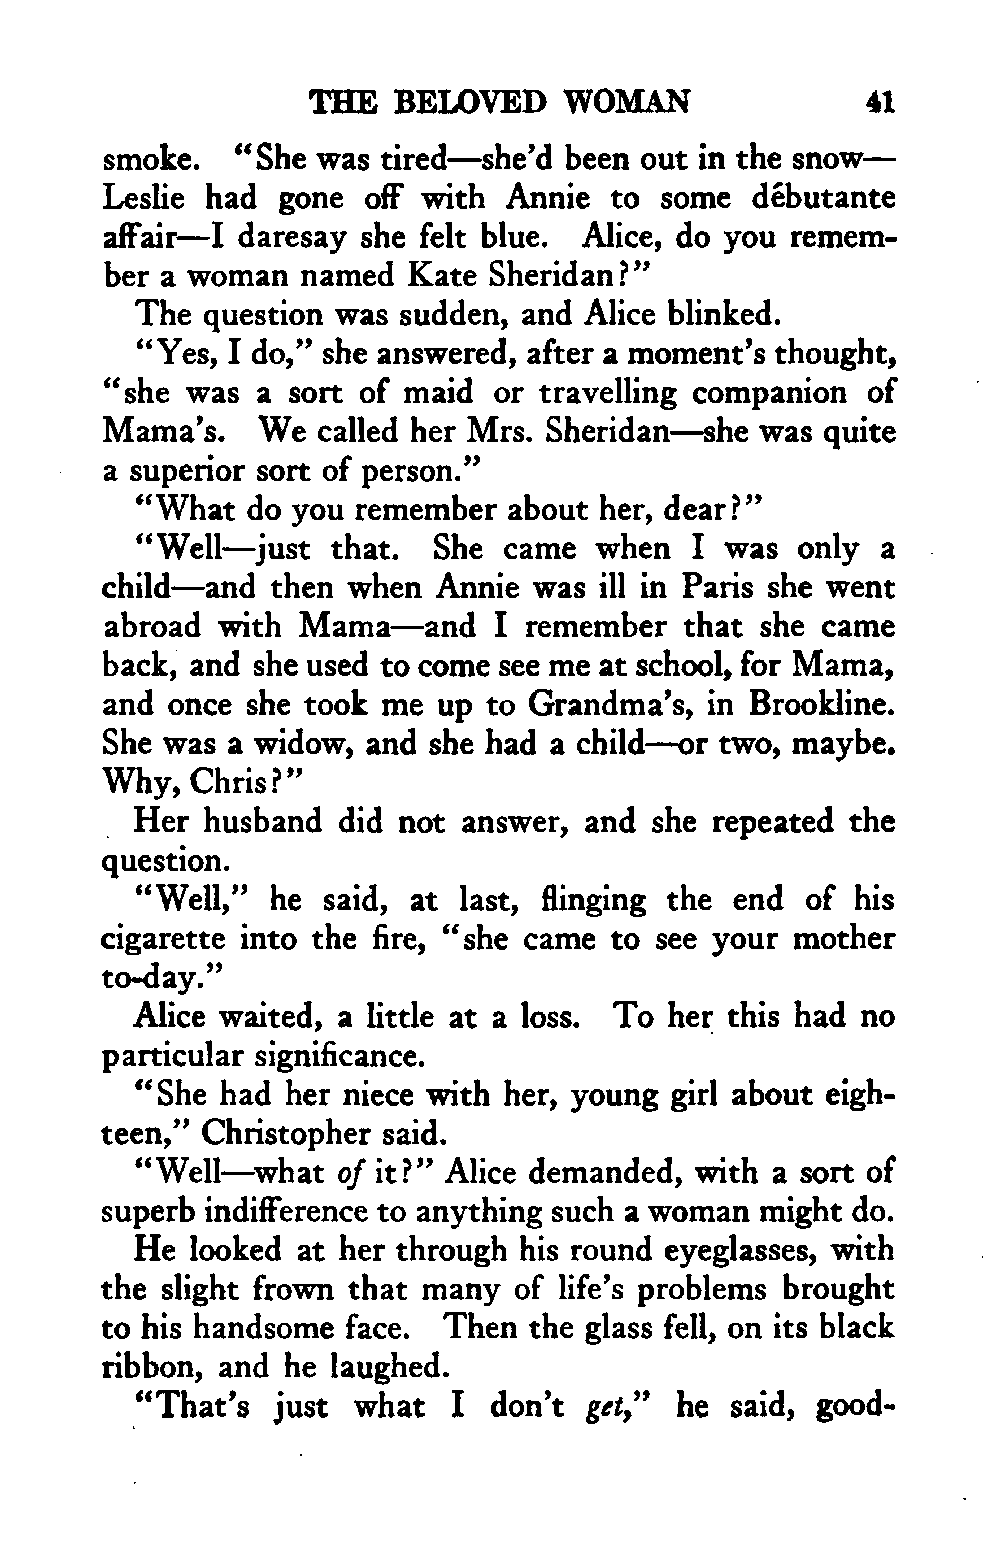 THE BELOVED WOMAN 41
smoke. "She was tired—she'd been out in the snow—
Leslie had gone off with Annie to some débutante
affair—I daresay she felt blue. Alice, do you remem-
ber a woman named Kate Sheridan?"
The question was sudden, and Alice blinked.
"Yes, I do," she answered, after a moment's thought,
"she was a sort of maid or travelling companion of
Mama's. We called her Mrs. Sheridan—she was quite
a superior sort of person."
"What do you remember about her, dear?"
"Well—just that. She came when I was only a
child—and then when Annie was ill in Paris she went
abroad with Mama—and I remember that she came
back, and she used to come see me at school, for Mama,
and once she took me up to Grandma's, in Brookline.
She was a widow, and she had a child—or two, maybe.
Why, Chris?"
Her husband did not answer, and she repeated the
question.
"Well," he said, at last, flinging the end of his
cigarette into the fire, "she came to see your mother
to-day."
Alice waited, a little at a loss. To her this had no
particular significance.
"She had her niece with her, young girl about eigh-
teen," Christopher said.
"Well—what of it?" Alice demanded, with a sort of
superb indifference to anything such a woman might do.
He looked at her through his round eyeglasses, with
the slight frown that many of life's problems brought
to his handsome face. Then the glass fell, on its black
ribbon, and he laughed.
"That's just what I don't get," he said, good-